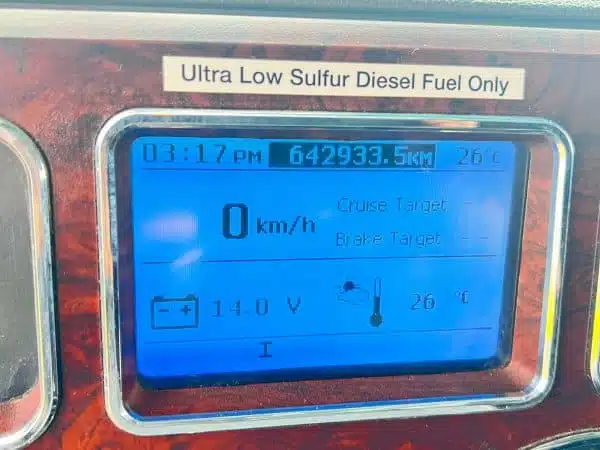 Ultra Low Sulfur Diesel Fuel Only
03:17 PM 642933.5KM 26°C
0 km/h
Cruise Target - -
Brake Target - -
- + 14.0 V 26 °C
I